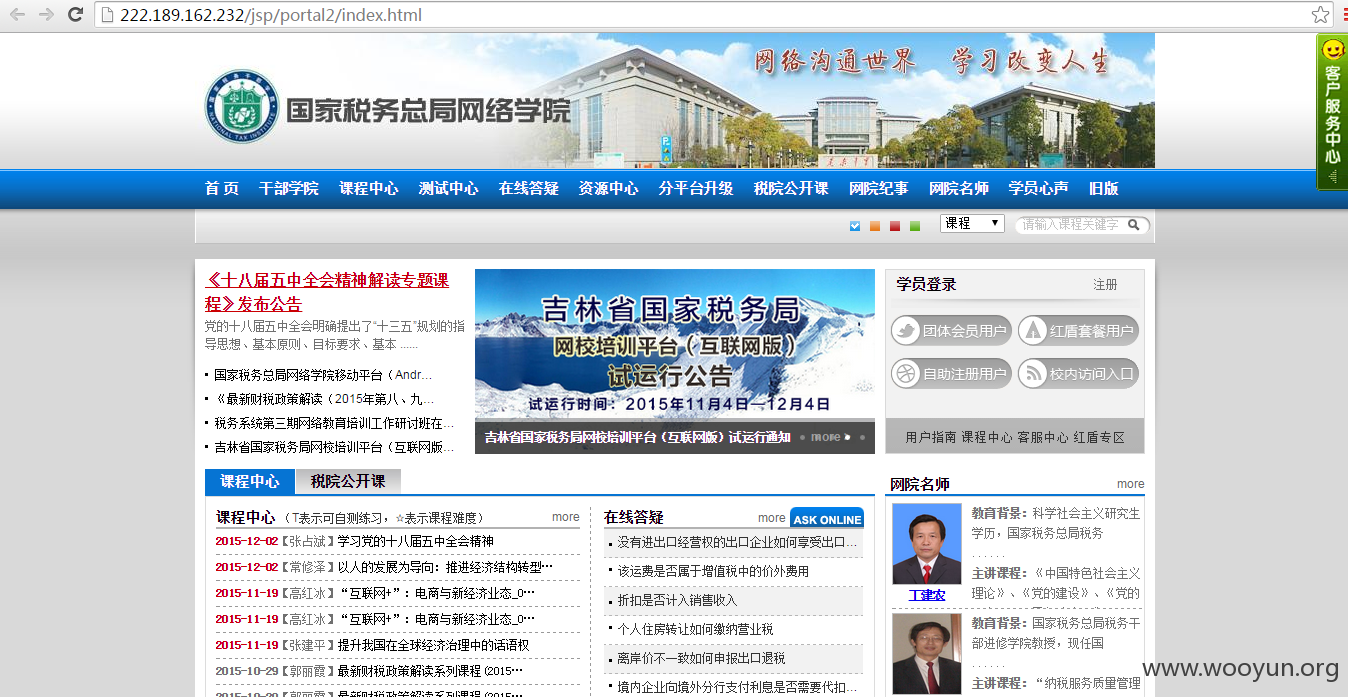 222.189.162.232/jsp/portal2/index.html
网络沟通世界 学习改变人生
国家税务总局网络学院
NATIONAL TAX INSTITUTE
客户服务中心
首 页 干部学院 课程中心 测试中心 在线答疑 资源中心 分平台升级 税院公开课 网院纪事 网院名师 学员心声 旧版
课程 请输入课程关键字
《十八届五中全会精神解读专题课
程》发布公告
党的十八届五中全会明确提出了“十三五”规划的指
导思想、基本原则、目标要求、基本 ......
国家税务总局网络学院移动平台（Andr...
《最新财税政策解读（2015年第八、九...
税务系统第三期网络教育培训工作研讨班在...
吉林省国家税务局网校培训平台（互联网版...
吉林省国家税务局
网校培训平台（互联网版）
试运行公告
试运行时间：2015年11月4日—12月4日
吉林省国家税务局网校培训平台（互联网版）试运行通知 more
学员登录 注册
团体会员用户 红盾套餐用户
自助注册用户 校内访问入口
用户指南 课程中心 客服中心 红盾专区
课程中心 税院公开课
课程中心 （T表示可自测练习，☆表示课程难度） more
2015-12-02【张占斌】学习党的十八届五中全会精神
2015-12-02【常修泽】以人的发展为导向：推进经济结构转型…
2015-11-19【高红冰】“互联网+”：电商与新经济业态_0…
2015-11-19【高红冰】“互联网+”：电商与新经济业态_0…
2015-11-19【张建平】提升我国在全球经济治理中的话语权
2015-10-29【郭丽霞】最新财税政策解读系列课程（2015…
2015-10-29【郭丽霞】最新财税政策解读系列课程（2015…
在线答疑 more ASK ONLINE
没有进出口经营权的出口企业如何享受出口...
该运费是否属于增值税中的价外费用
折扣是否计入销售收入
个人住房转让如何缴纳营业税
离岸价不一致如何申报出口退税
境内企业向境外分行支付利息是否需要代扣...
网院名师 more
教育背景：科学社会主义研究生
学历，国家税务总局税务
......
主讲课程：《中国特色社会主义
理论》、《党的建设》、《党的
丁建农
教育背景：国家税务总局税务干
部进修学院教授，现任国
......
主讲课程：“纳税服务质量管理
www.wooyun.org